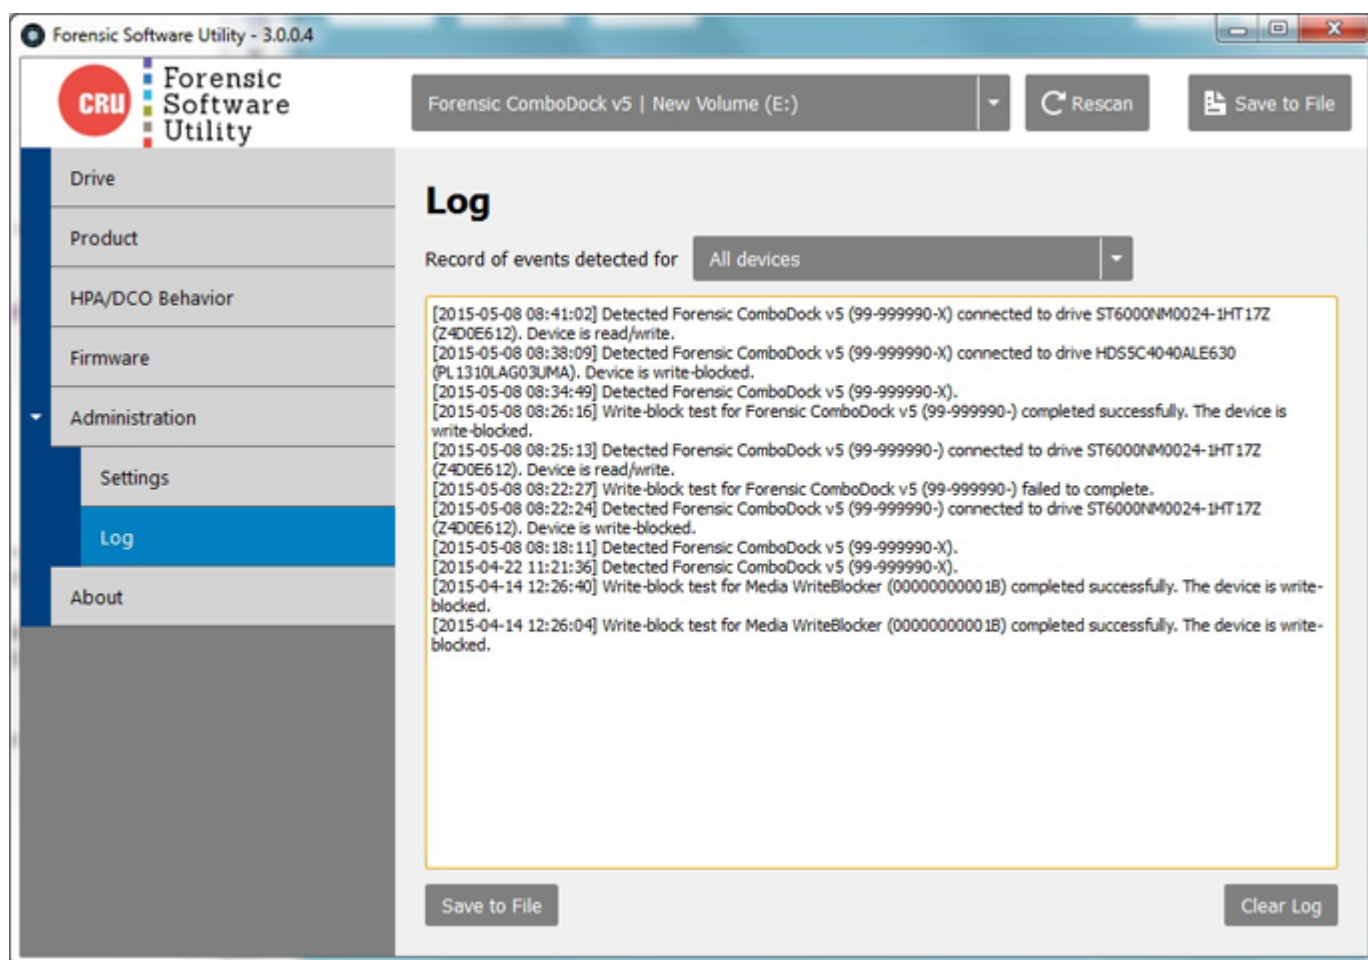 Forensic Software Utility - 3.0.0.4
CRU
Forensic
Software
Utility
Forensic ComboDock v5 | New Volume (E:)
Rescan
Save to File
Drive
Product
HPA/DCO Behavior
Firmware
Administration
Settings
Log
About
Log
Record of events detected for
All devices
[2015-05-08 08:41:02] Detected Forensic ComboDock v5 (99-999990-X) connected to drive ST6000NM0024-1HT17Z
(Z4D0E612). Device is read/write.
[2015-05-08 08:38:09] Detected Forensic ComboDock v5 (99-999990-X) connected to drive HDS5C4040ALE630
(PL1310LAG03UMA). Device is write-blocked.
[2015-05-08 08:34:49] Detected Forensic ComboDock v5 (99-999990-X).
[2015-05-08 08:26:16] Write-block test for Forensic ComboDock v5 (99-999990-) completed successfully. The device is
write-blocked.
[2015-05-08 08:25:13] Detected Forensic ComboDock v5 (99-999990-) connected to drive ST6000NM0024-1HT17Z
(Z4D0E612). Device is read/write.
[2015-05-08 08:22:27] Write-block test for Forensic ComboDock v5 (99-999990-) failed to complete.
[2015-05-08 08:22:24] Detected Forensic ComboDock v5 (99-999990-) connected to drive ST6000NM0024-1HT17Z
(Z4D0E612). Device is write-blocked.
[2015-05-08 08:18:11] Detected Forensic ComboDock v5 (99-999990-X).
[2015-04-22 11:21:36] Detected Forensic ComboDock v5 (99-999990-X).
[2015-04-14 12:26:40] Write-block test for Media WriteBlocker (00000000001B) completed successfully. The device is write-
blocked.
[2015-04-14 12:26:04] Write-block test for Media WriteBlocker (00000000001B) completed successfully. The device is write-
blocked.
Save to File
Clear Log